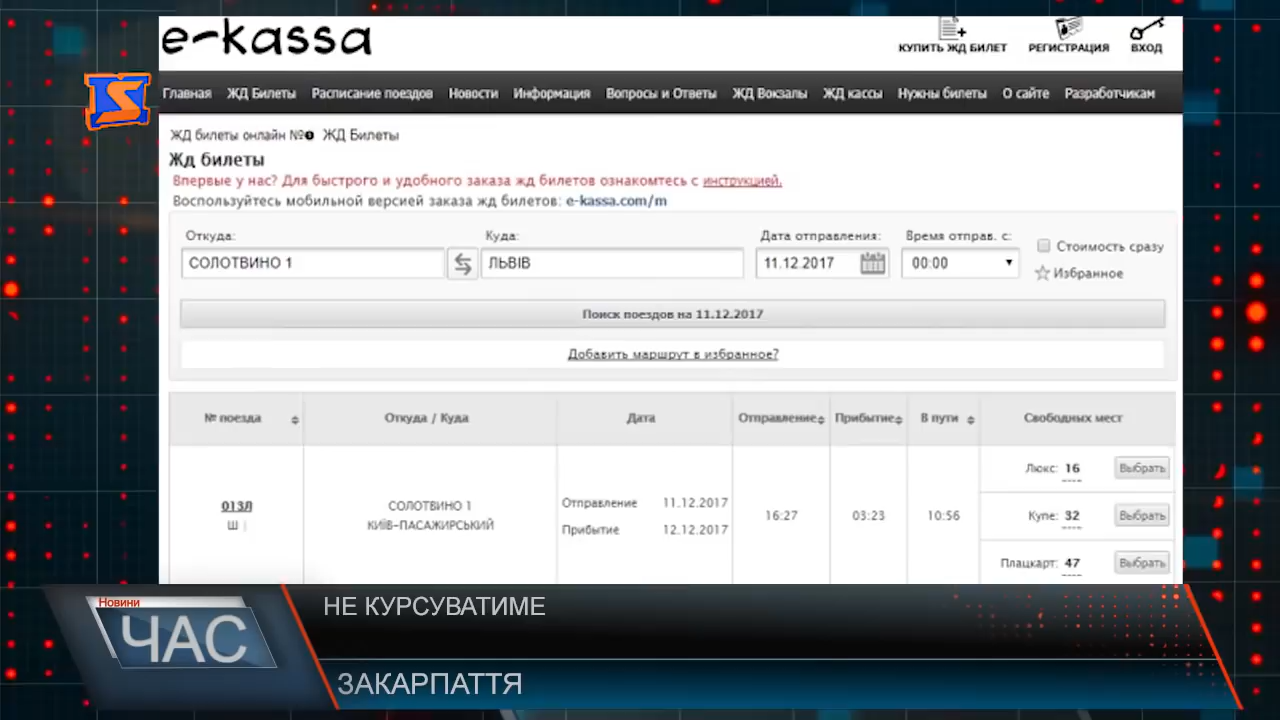 e-kassa
КУПИТЬ ЖД БИЛЕТ РЕГИСТРАЦИЯ ВХОД
Главная ЖД Билеты Расписание поездов Новости Информация Вопросы и Ответы ЖД Вокзалы ЖД кассы Нужны билеты О сайте Разработчикам
ЖД билеты онлайн №❶ ЖД Билеты
Жд билеты
Впервые у нас? Для быстрого и удобного заказа жд билетов ознакомтесь с инструкцией.
Воспользуйтесь мобильной версией заказа жд билетов: e-kassa.com/m
Откуда: Куда: Дата отправления: Время отправ. с:
СОЛОТВИНО 1 ЛЬВІВ 11.12.2017 00:00 Стоимость сразу
Избранное
Поиск поездов на 11.12.2017
Добавить маршрут в избранное?
№ поезда Откуда / Куда Дата Отправление Прибытие В пути Свободных мест
Люкс: 16 Выбрать
013Л СОЛОТВИНО 1 Отправление 11.12.2017 16:27 03:23 10:56 Купе: 32 Выбрать
Ш КИЇВ-ПАСАЖИРСЬКИЙ Прибытие 12.12.2017
Плацкарт: 47 Выбрать
Новини
ЧАС
НЕ КУРСУВАТИМЕ
ЗАКАРПАТТЯ